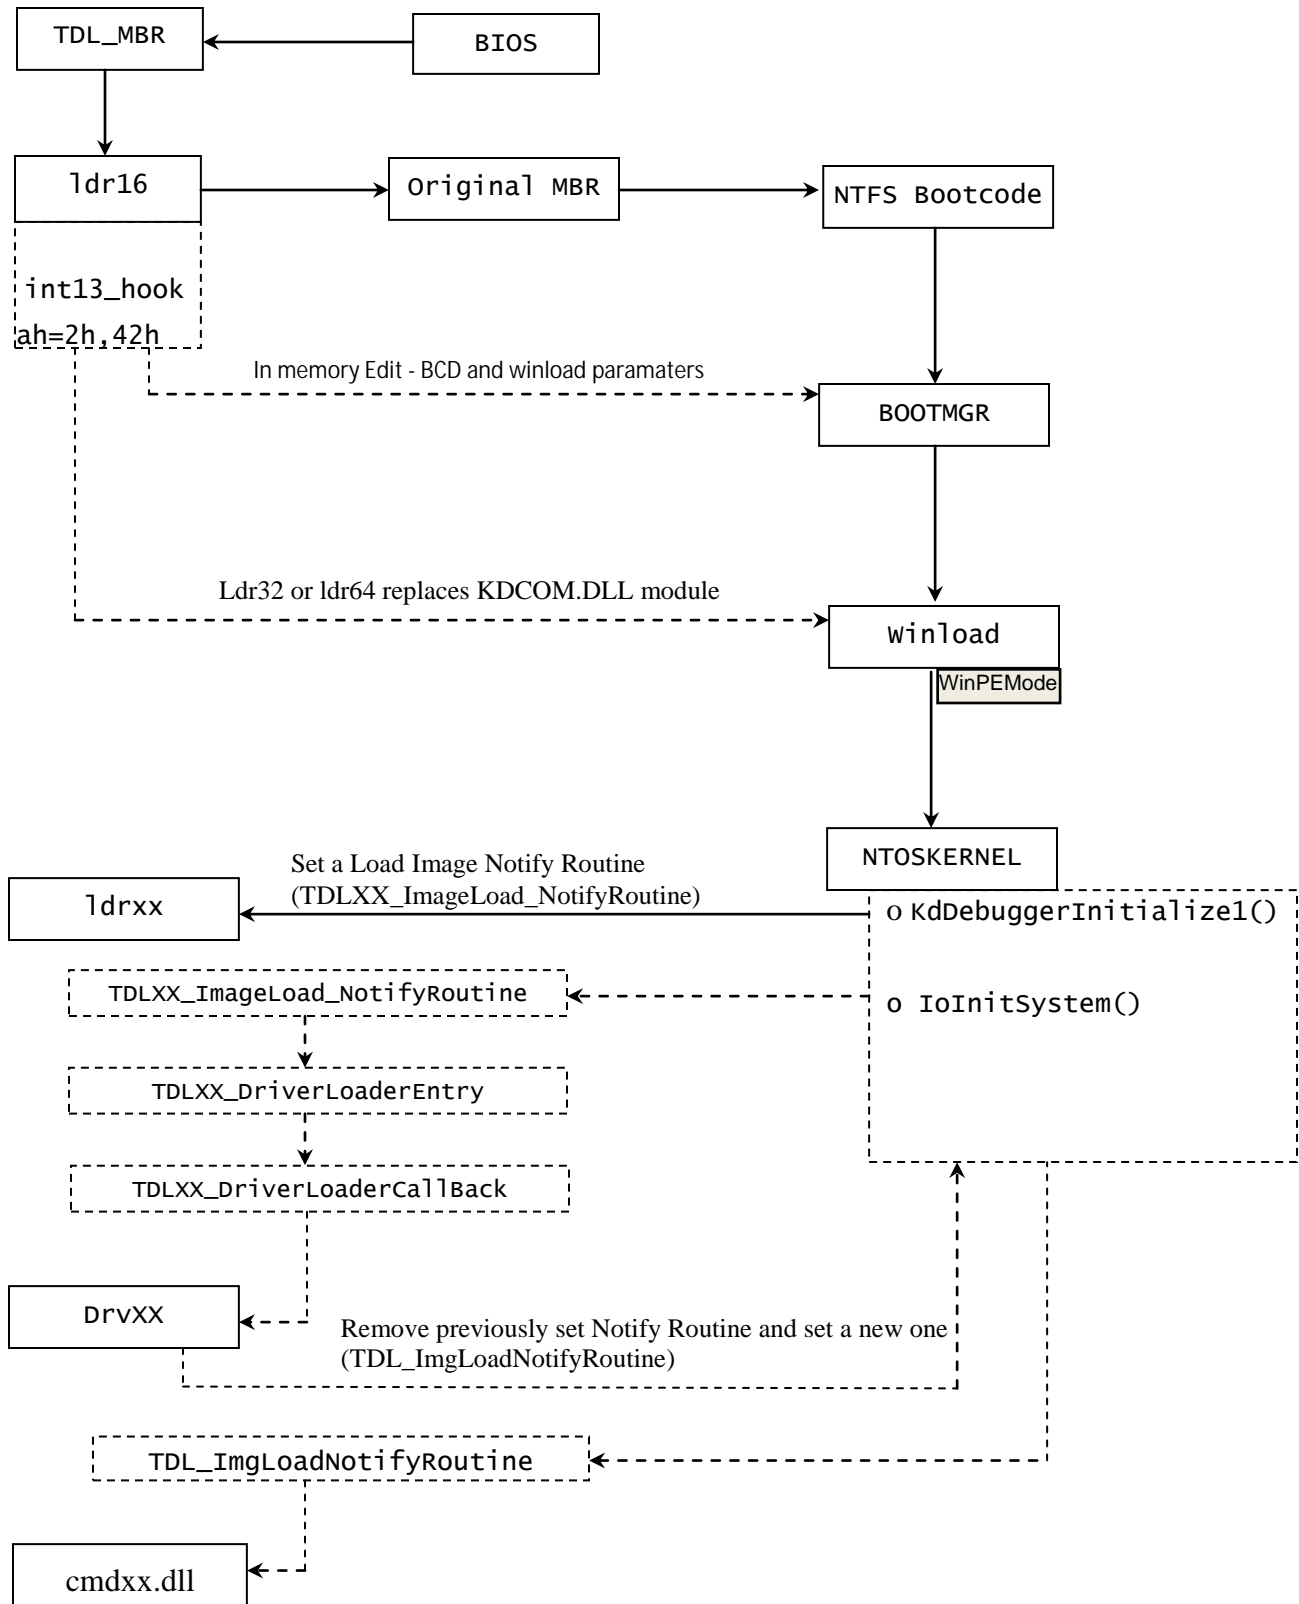 TDL_MBR
BIOS
ldr16
Original MBR
NTFS Bootcode
int13_hook
ah=2h,42h
In memory Edit - BCD and winload paramaters
BOOTMGR
Ldr32 or ldr64 replaces KDCOM.DLL module
Winload
WinPEMode
NTOSKERNEL
Set a Load Image Notify Routine
(TDLXX_ImageLoad_NotifyRoutine)
ldrxx
o KdDebuggerInitialize1()
TDLXX_ImageLoad_NotifyRoutine
o IoInitSystem()
TDLXX_DriverLoaderEntry
TDLXX_DriverLoaderCallBack
DrvXX
Remove previously set Notify Routine and set a new one
(TDL_ImgLoadNotifyRoutine)
TDL_ImgLoadNotifyRoutine
cmdxx.dll